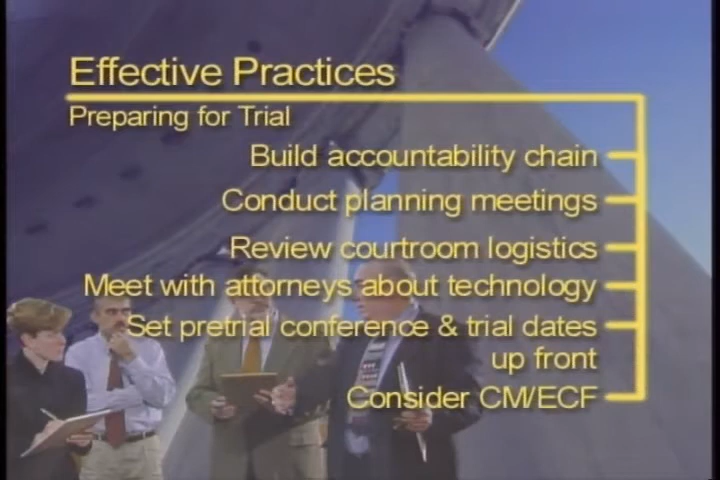 Effective Practices
Preparing for Trial
Build accountability chain
Conduct planning meetings
Review courtroom logistics
Meet with attorneys about technology
Set pretrial conference & trial dates
up front
Consider CM/ECF